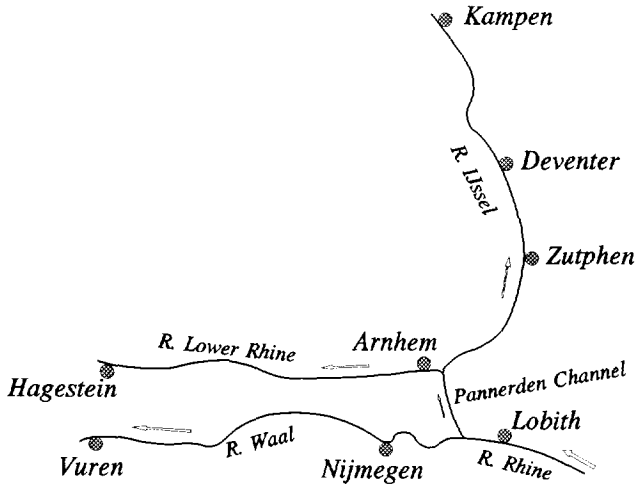 Kampen
R. IJssel
Deventer
Zutphen
R. Lower Rhine
Arnhem
Hagestein
Pannerden Channel
Lobith
R. Waal
Vuren
Nijmegen
R. Rhine